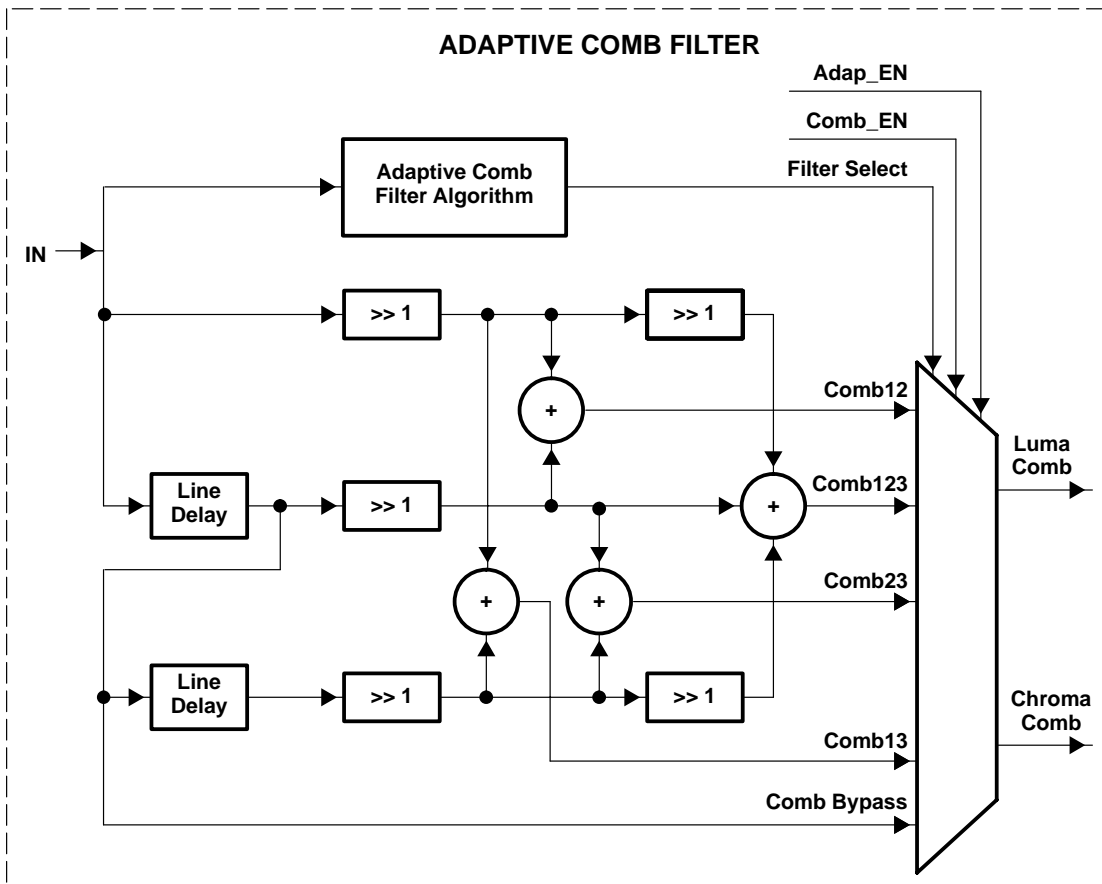 ADAPTIVE COMB FILTER
Adap_EN
Comb_EN
Filter Select
Adaptive Comb
Filter Algorithm
IN
>> 1
>> 1
+
Comb12
Luma
Comb
Line
Delay
>> 1
+
Comb123
+
+
Comb23
Line
Delay
>> 1
>> 1
Chroma
Comb
Comb13
Comb Bypass